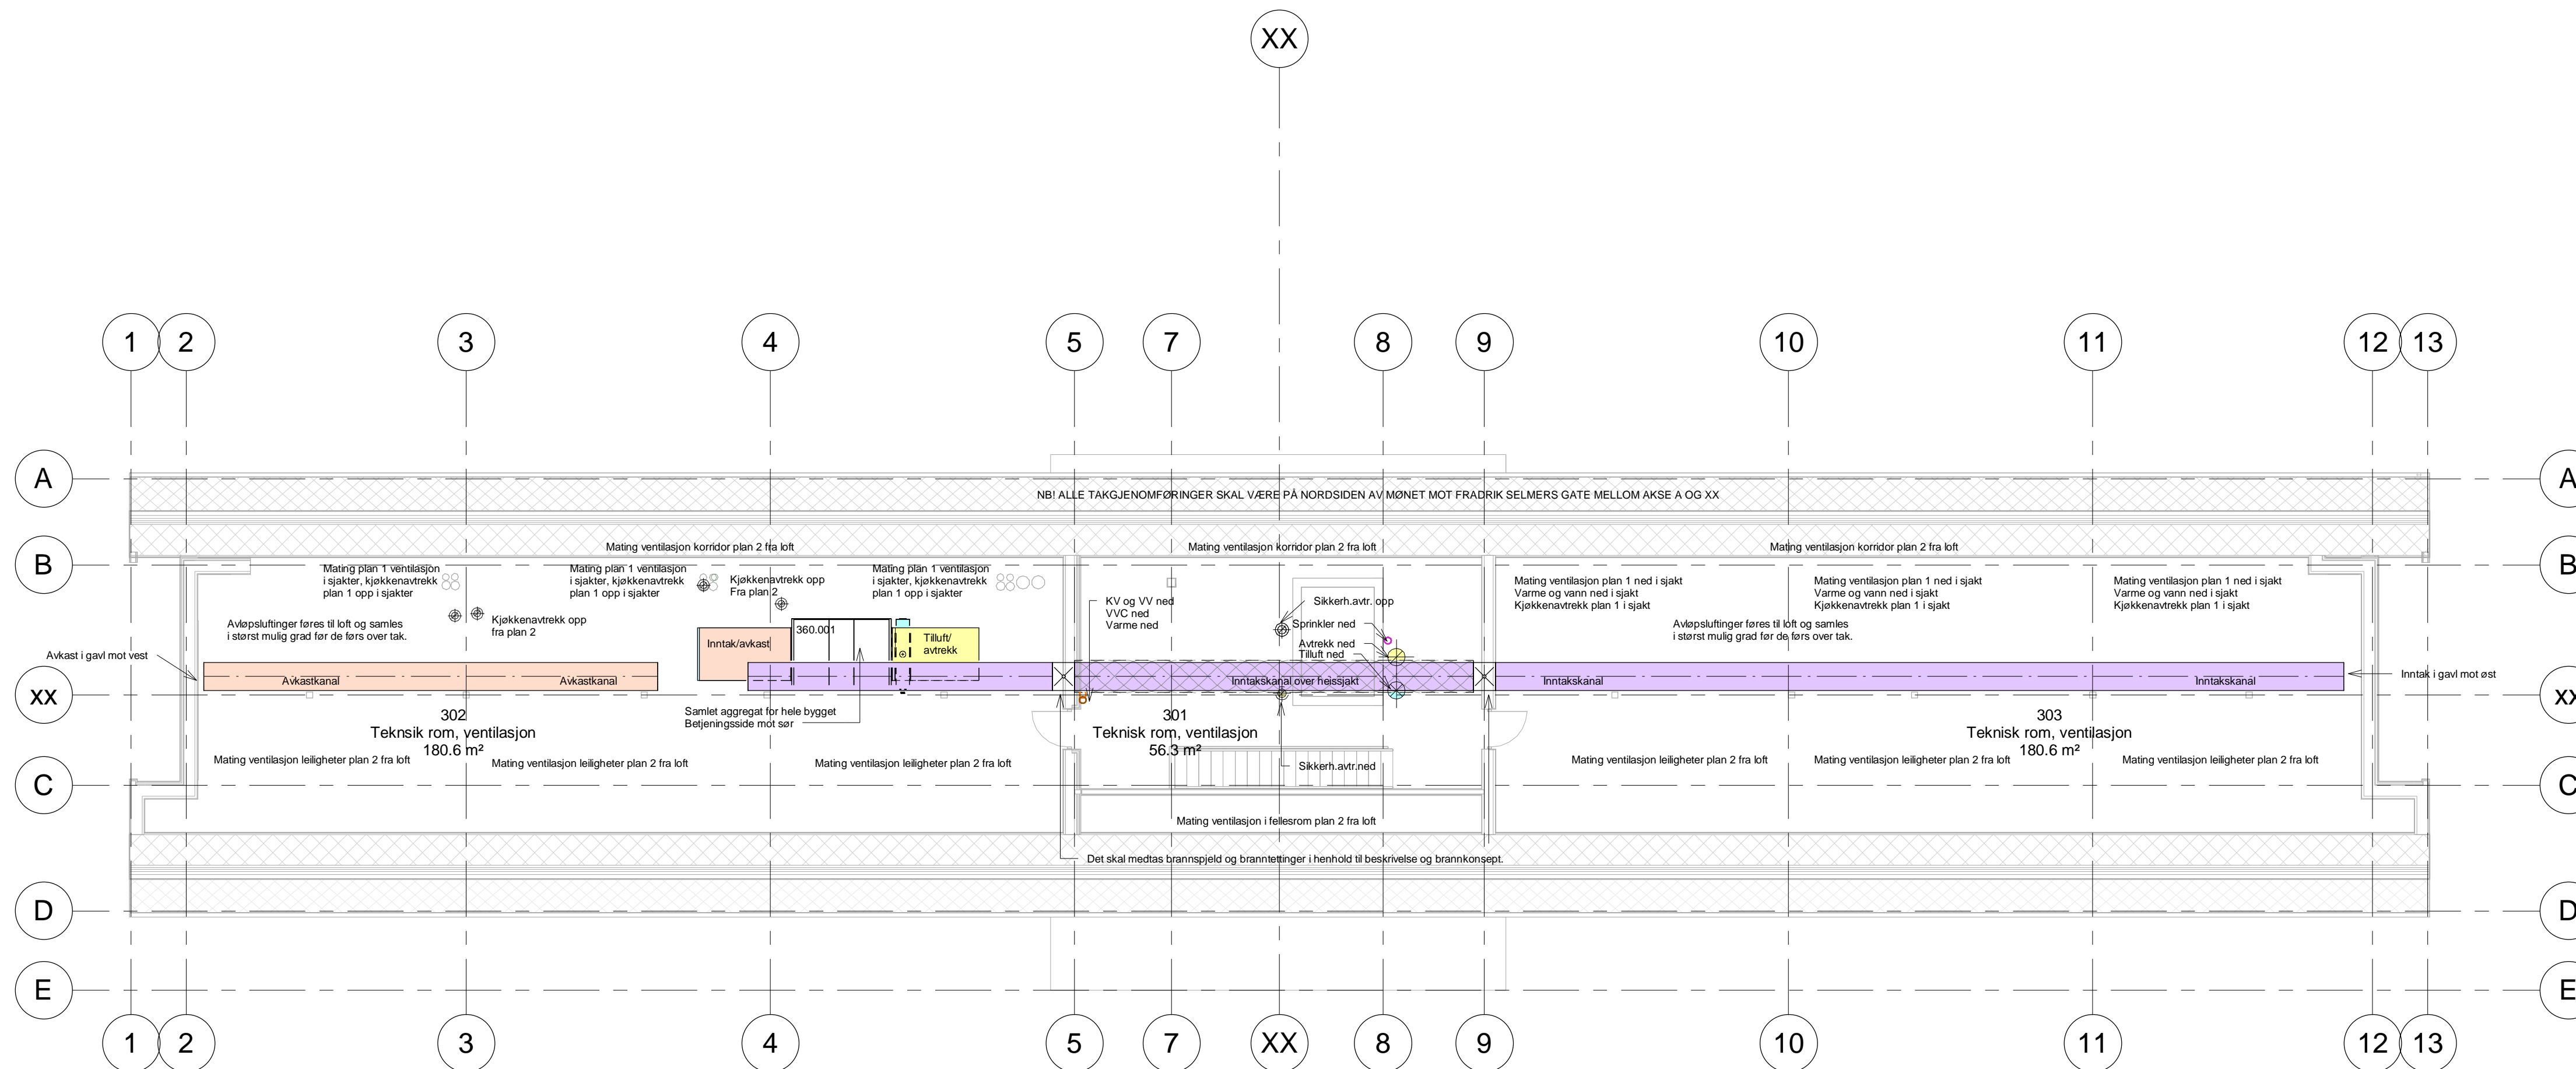 XX
1 2 3 4 5 7 8 9 10 11 12 13
A A
NB! ALLE TAKGJENOMFØRINGER SKAL VÆRE PÅ NORDSIDEN AV MØNET MOT FRADRIK SELMERS GATE MELLOM AKSE A OG XX
Mating ventilasjon korridor plan 2 fra loft
Mating ventilasjon korridor plan 2 fra loft
Mating ventilasjon korridor plan 2 fra loft
B B
Mating plan 1 ventilasjon
i sjakter, kjøkkenavtrekk
plan 1 opp i sjakter
Mating plan 1 ventilasjon
i sjakter, kjøkkenavtrekk
plan 1 opp i sjakter
Kjøkkenavtrekk opp
Fra plan 2
Mating plan 1 ventilasjon
i sjakter, kjøkkenavtrekk
plan 1 opp i sjakter
KV og VV ned
VVC ned
Varme ned
Sikkerh.avtr. opp
Sprinkler ned
Avtrekk ned
Tilluft ned
Mating ventilasjon plan 1 ned i sjakt
Varme og vann ned i sjakt
Kjøkkenavtrekk plan 1 i sjakt
Mating ventilasjon plan 1 ned i sjakt
Varme og vann ned i sjakt
Kjøkkenavtrekk plan 1 i sjakt
Mating ventilasjon plan 1 ned i sjakt
Varme og vann ned i sjakt
Kjøkkenavtrekk plan 1 i sjakt
Avløpsluftinger føres til loft og samles
i størst mulig grad før de førs over tak.
Kjøkkenavtrekk opp
fra plan 2
360.001
Inntak/avkast
Tilluft/
avtrekk
Avløpsluftinger føres til loft og samles
i størst mulig grad før de førs over tak.
Avkast i gavl mot vest
Avkastkanal
Avkastkanal
Inntakskanal over heissjakt
Inntakskanal
Inntakskanal
Inntak i gavl mot øst
xx xx
302
Teknsik rom, ventilasjon
180.6 m²
Samlet aggregat for hele bygget
Betjeningsside mot sør
301
Teknisk rom, ventilasjon
56.3 m²
303
Teknisk rom, ventilasjon
180.6 m²
Mating ventilasjon leiligheter plan 2 fra loft
Mating ventilasjon leiligheter plan 2 fra loft
Mating ventilasjon leiligheter plan 2 fra loft
Sikkerh.avtr.ned
Mating ventilasjon leiligheter plan 2 fra loft
Mating ventilasjon leiligheter plan 2 fra loft
Mating ventilasjon leiligheter plan 2 fra loft
C C
Mating ventilasjon i fellesrom plan 2 fra loft
Det skal medtas brannspjeld og branntettinger i henhold til beskrivelse og brannkonsept.
D D
E E
1 2 3 4 5 7 XX 8 9 10 11 12 13